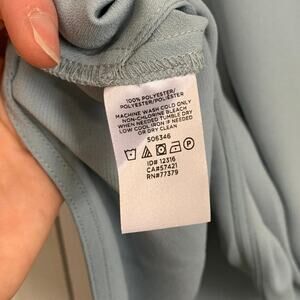 100% POLYESTER/
POLYESTER/POLIESTER
MACHINE WASH COLD ONLY
NON-CHLORINE BLEACH
WHEN NEEDED TUMBLE DRY
LOW COOL IRON IF NEEDED
OR DRY CLEAN
506346
ID# 12316
CA#57421
RN#77379